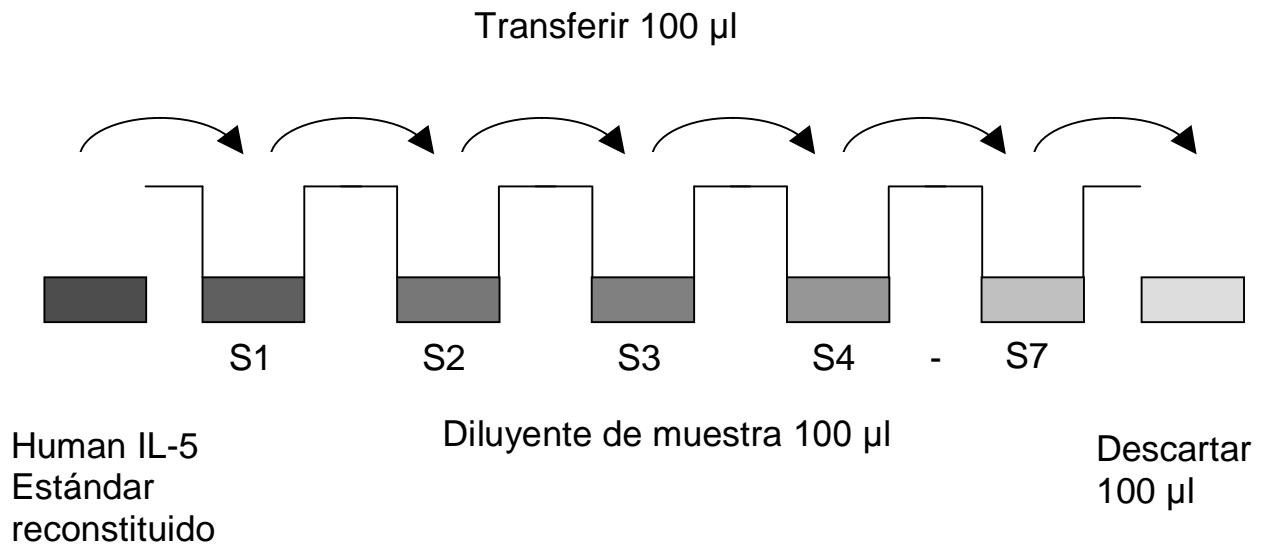 Transferir 100 µl
S1 S2 S3 S4 - S7
Human IL-5
Estándar
reconstituido
Diluyente de muestra 100 µl
Descartar
100 µl